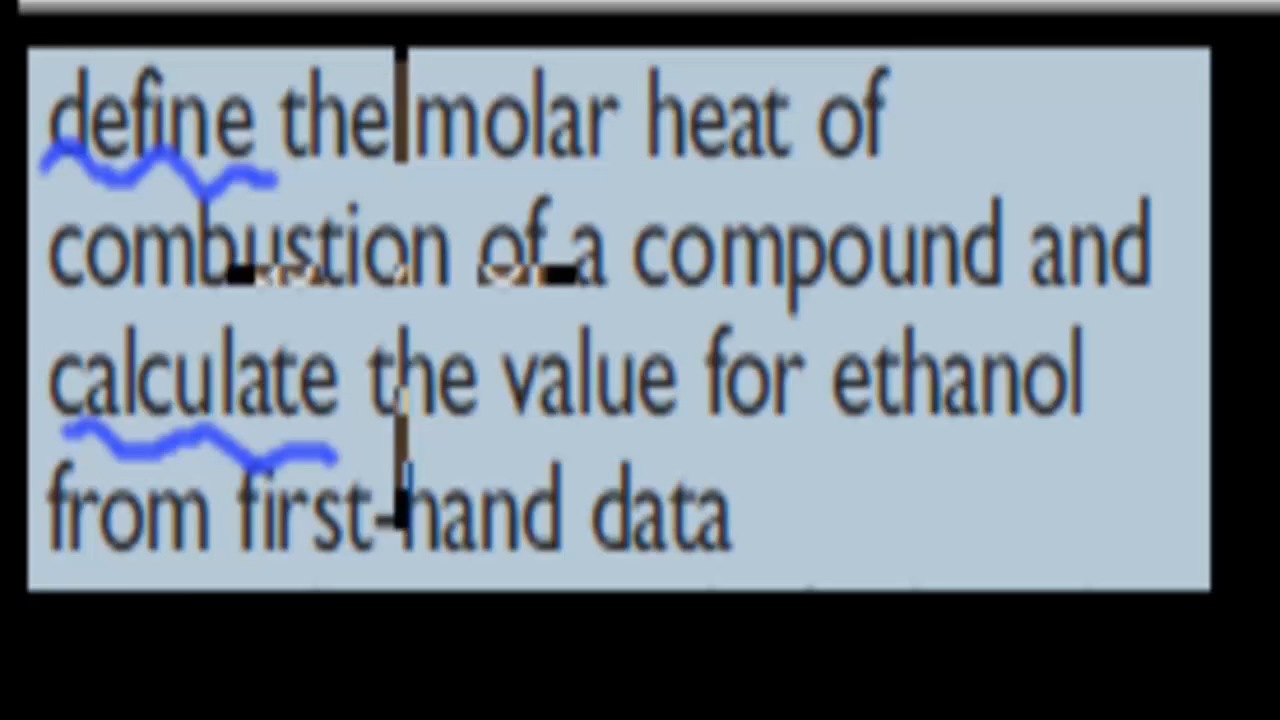 define the molar heat of
combustion of a compound and
calculate the value for ethanol
from first-hand data